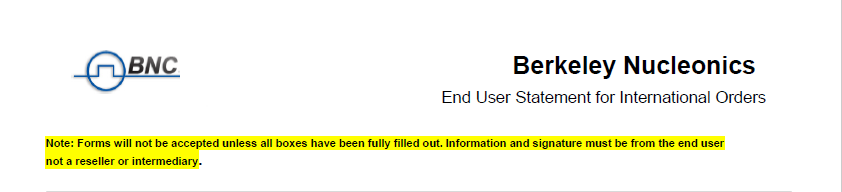 BNC
Berkeley Nucleonics
End User Statement for International Orders
Note: Forms will not be accepted unless all boxes have been fully filled out. Information and signature must be from the end user
not a reseller or intermediary.